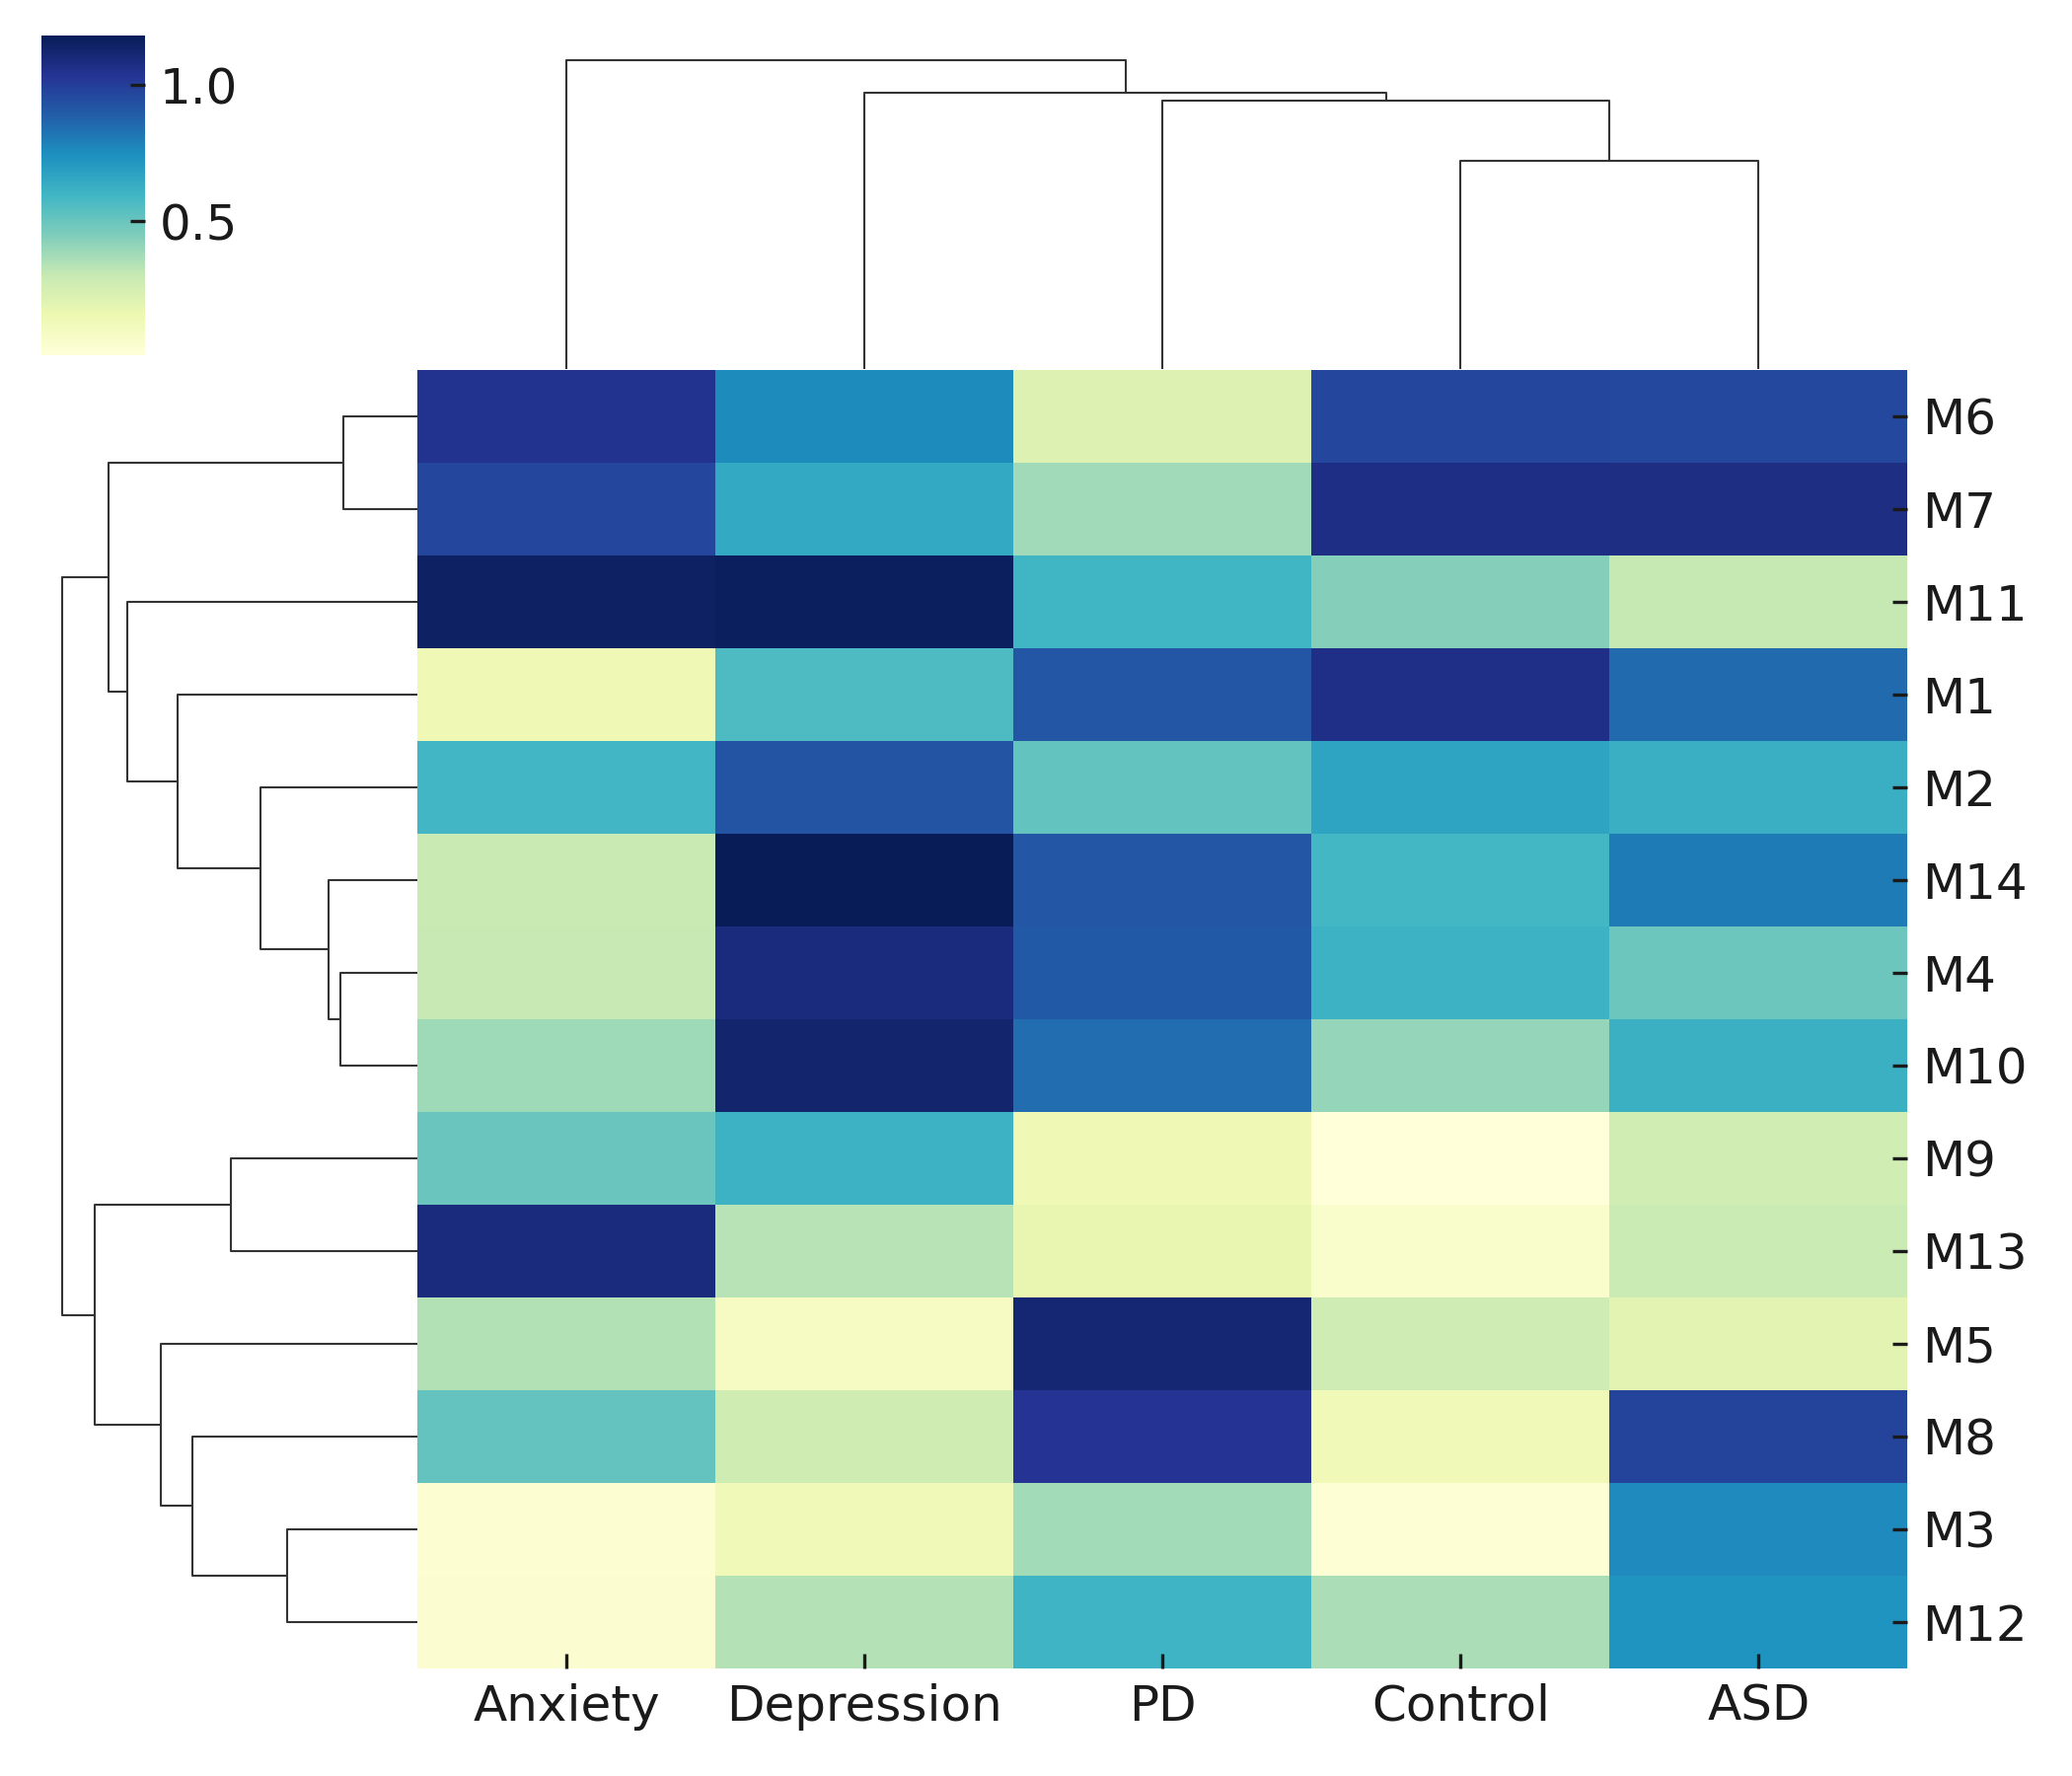 1.0
0.5
M6
M7
M11
M1
M2
M14
M4
M10
M9
M13
M5
M8
M3
M12
Anxiety Depression PD Control ASD